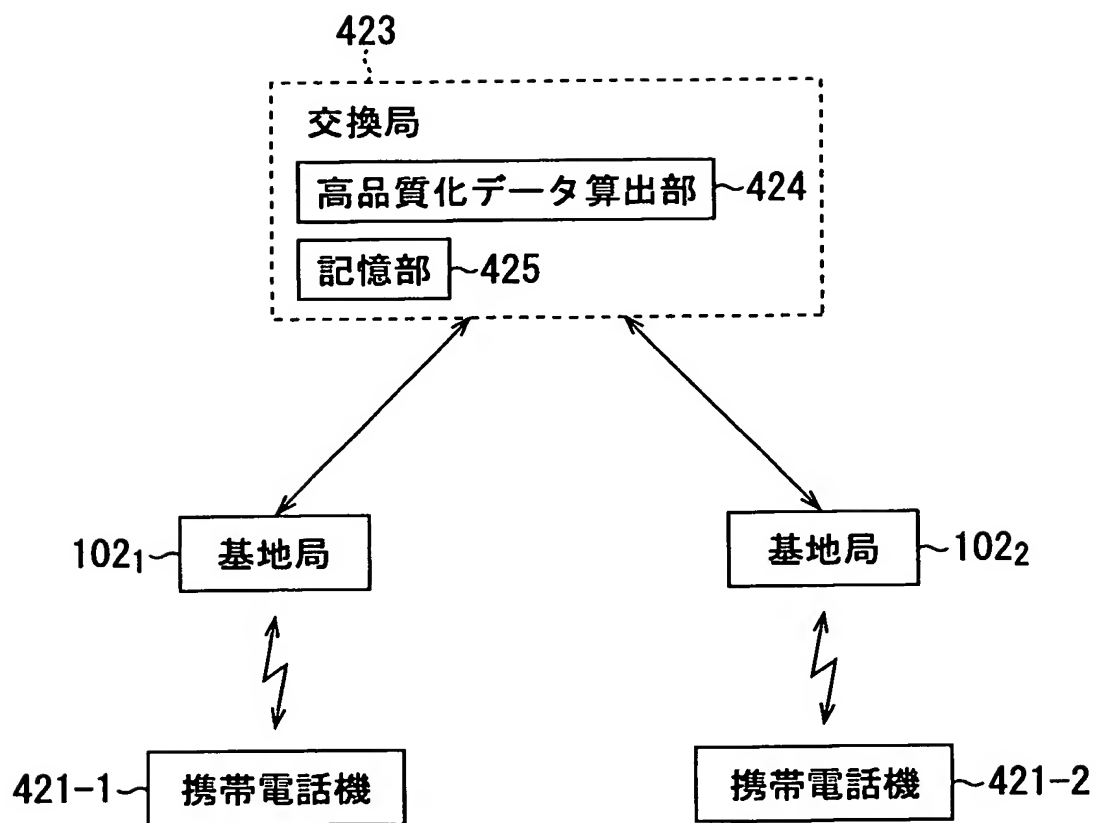 423
交換局
高品質化データ算出部 424
記憶部 425
102₁ 基地局 基地局 102₂
421-1 携帯電話機 携帯電話機 421-2